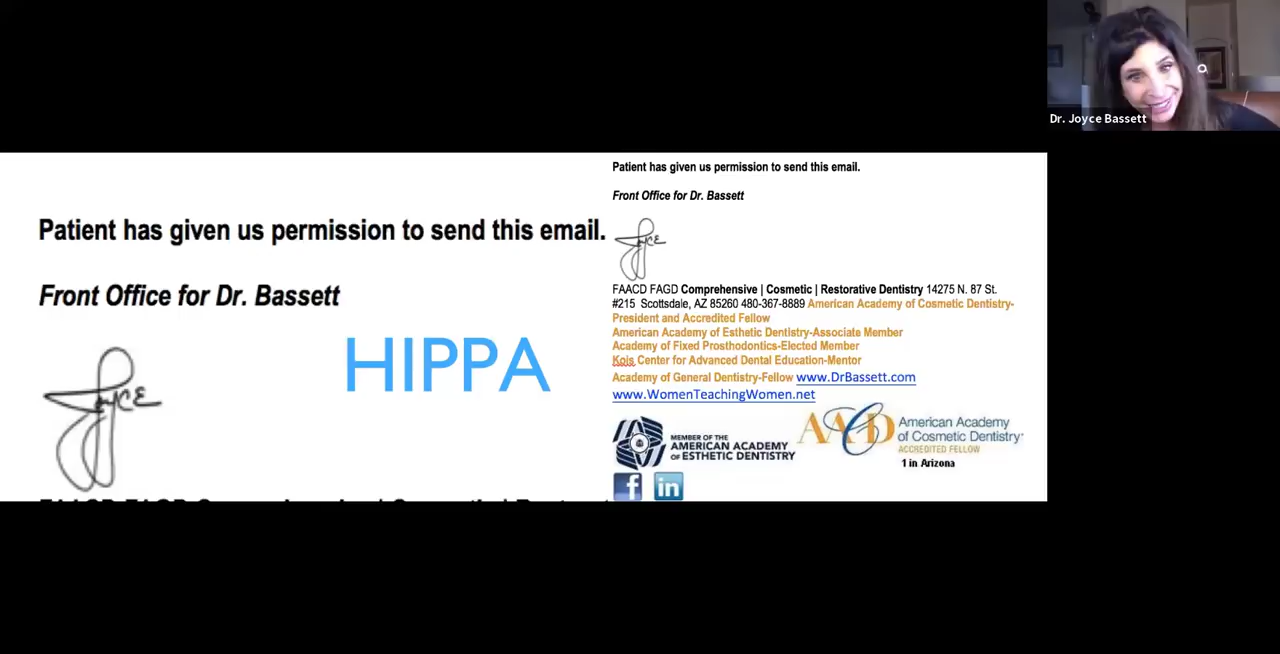 Dr. Joyce Bassett
Patient has given us permission to send this email.
Front Office for Dr. Bassett
Joyce
HIPPA
Patient has given us permission to send this email.
Front Office for Dr. Bassett
Joyce
FAACD FAGD Comprehensive | Cosmetic | Restorative Dentistry 14275 N. 87 St.
#215 Scottsdale, AZ 85260 480-367-8889 American Academy of Cosmetic Dentistry-
President and Accredited Fellow
American Academy of Esthetic Dentistry-Associate Member
Academy of Fixed Prosthodontics-Elected Member
Kois Center for Advanced Dental Education-Mentor
Academy of General Dentistry-Fellow www.DrBassett.com
www.WomenTeachingWomen.net
MEMBER OF THE
AMERICAN ACADEMY
OF ESTHETIC DENTISTRY
AACD
American Academy
of Cosmetic Dentistry
ACCREDITED FELLOW
1 in Arizona
f
in